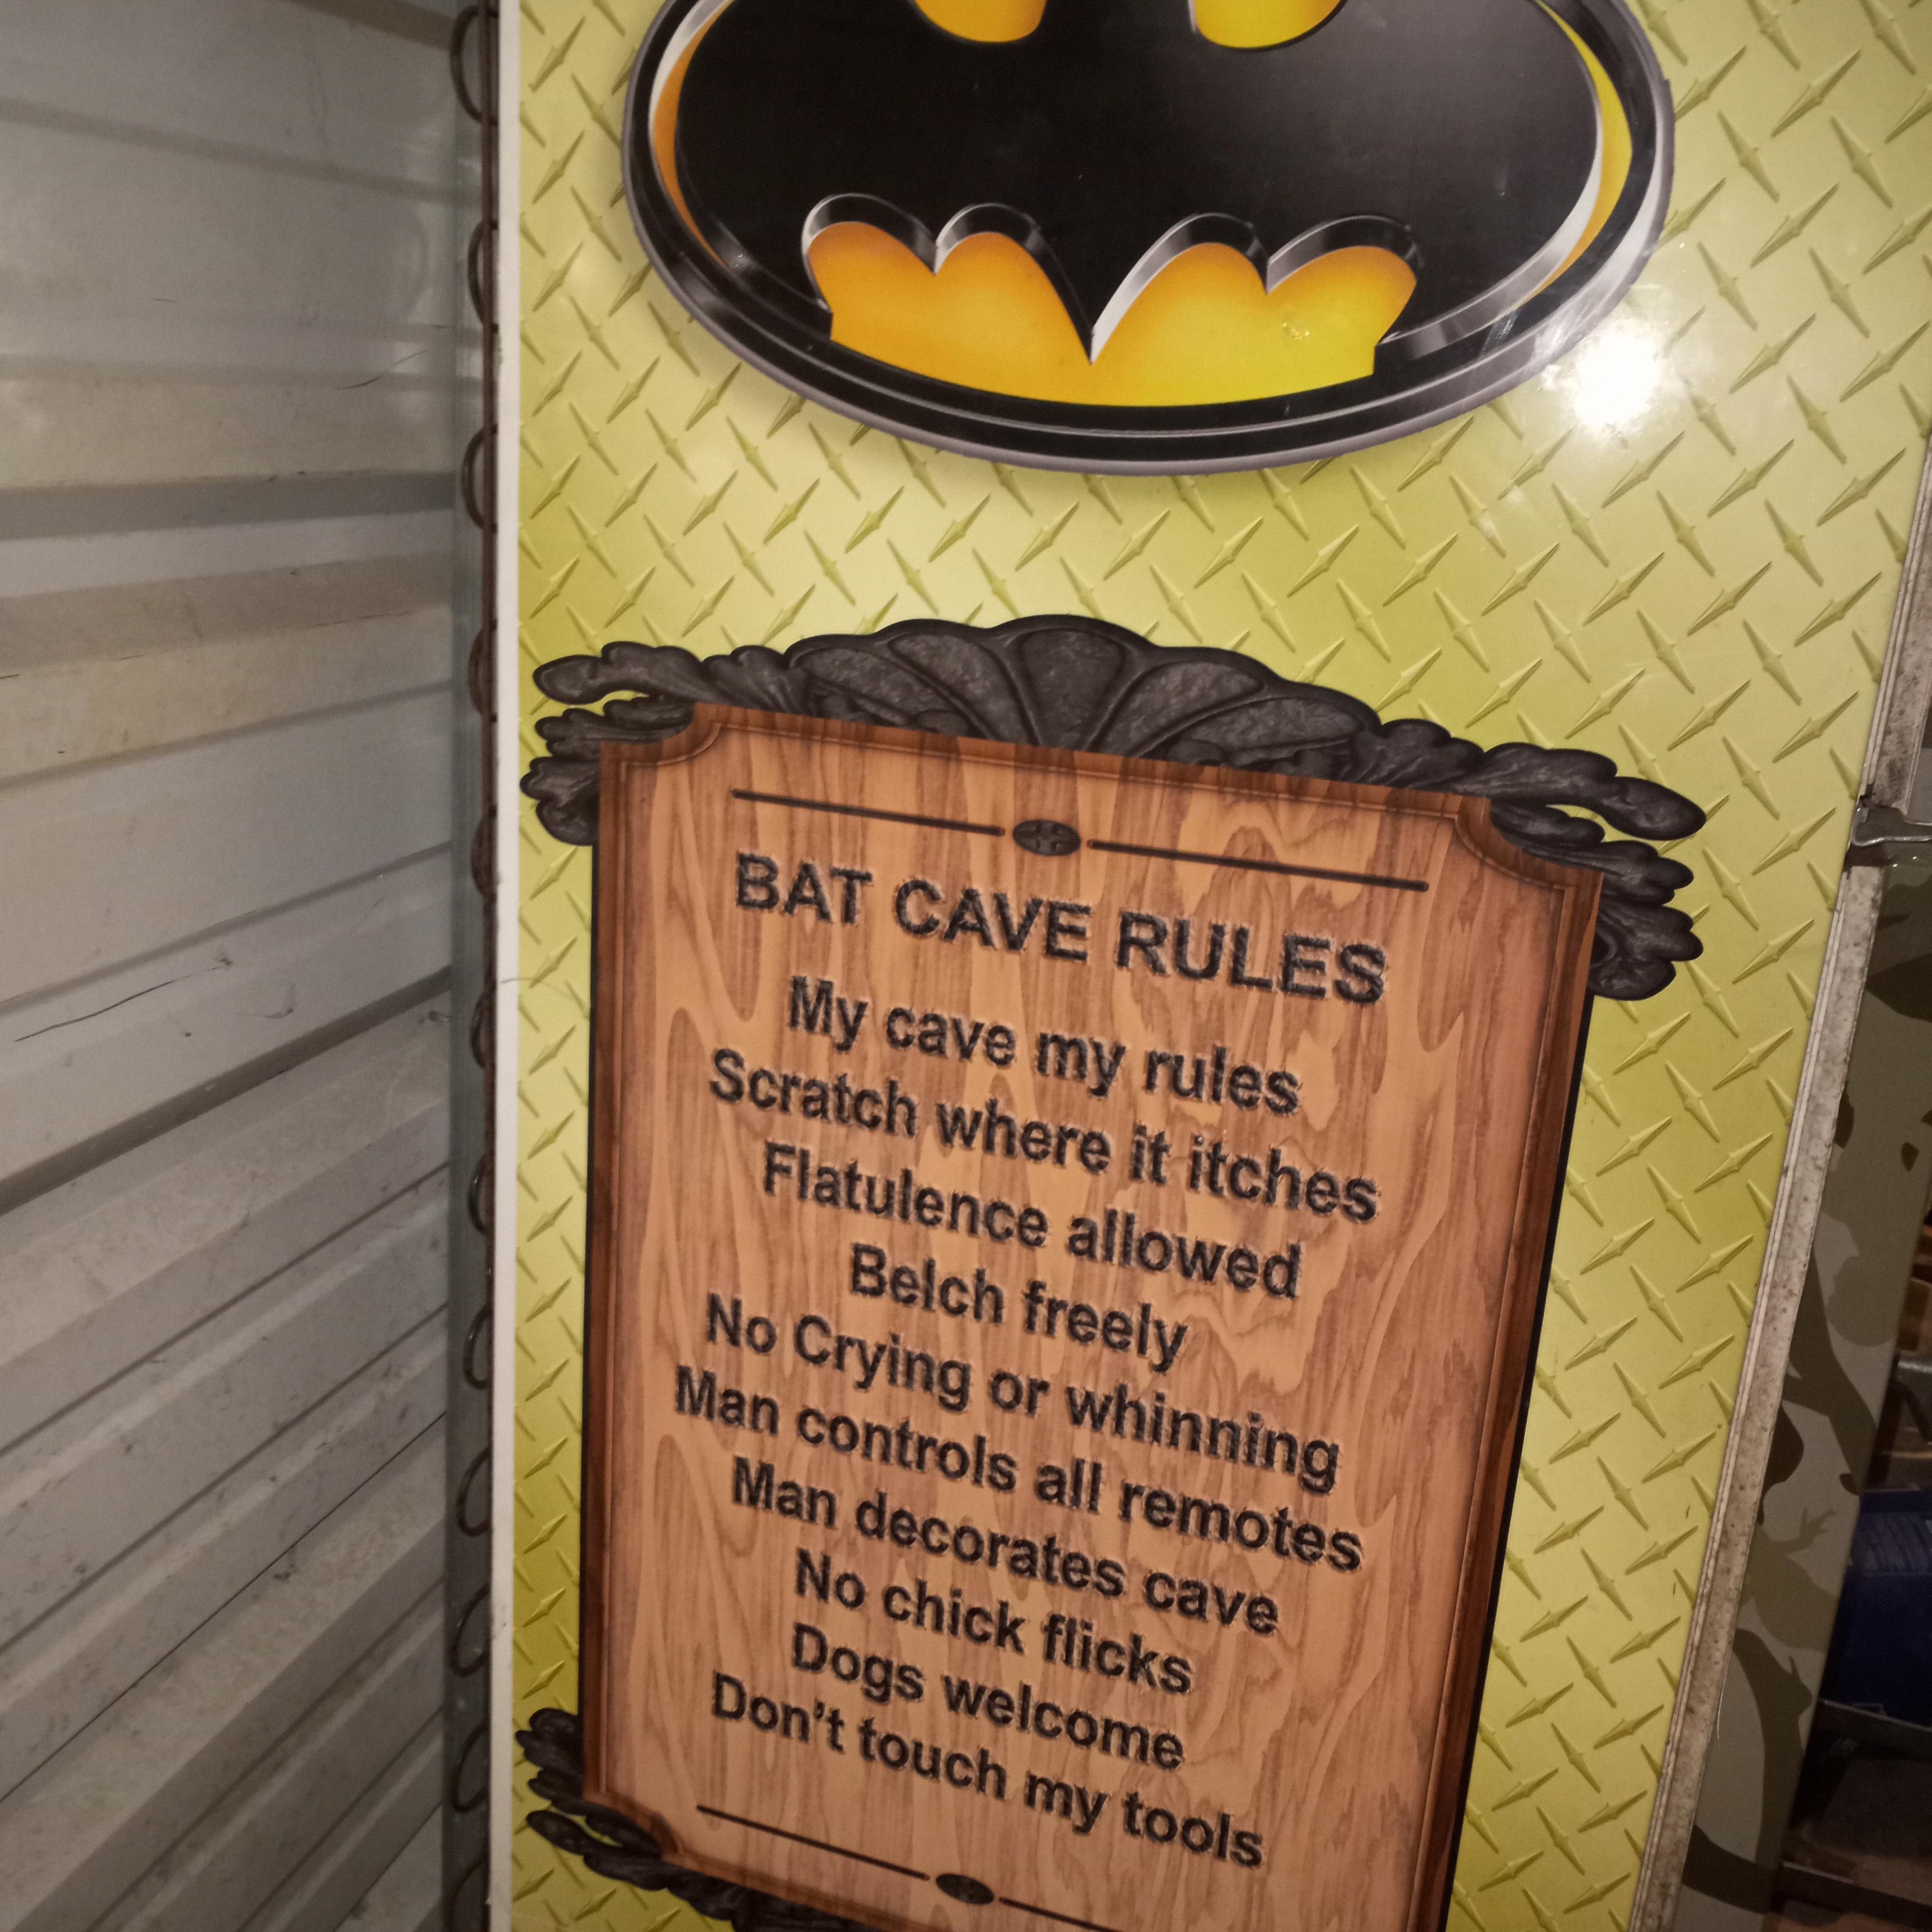 BAT CAVE RULES
My cave my rules
Scratch where it itches
Flatulence allowed
Belch freely
No Crying or whinning
Man controls all remotes
Man decorates cave
No chick flicks
Dogs welcome
Don't touch my tools